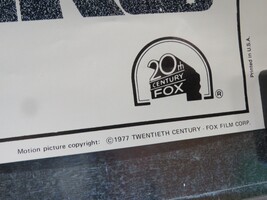 20th
CENTURY
FOX
®
Printed in U.S.A.
Motion picture copyright: ©1977 TWENTIETH CENTURY - FOX FILM CORP.